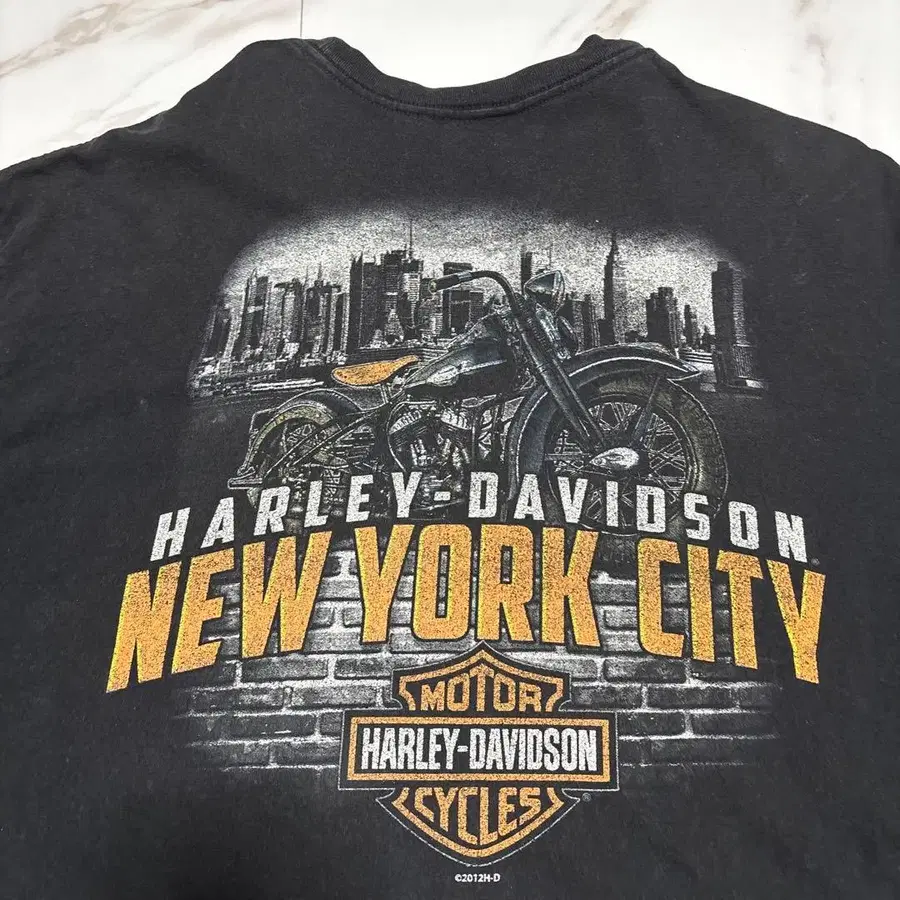 HARLEY-DAVIDSON
NEW YORK CITY
MOTOR
HARLEY-DAVIDSON
CYCLES
®
©2012H-D